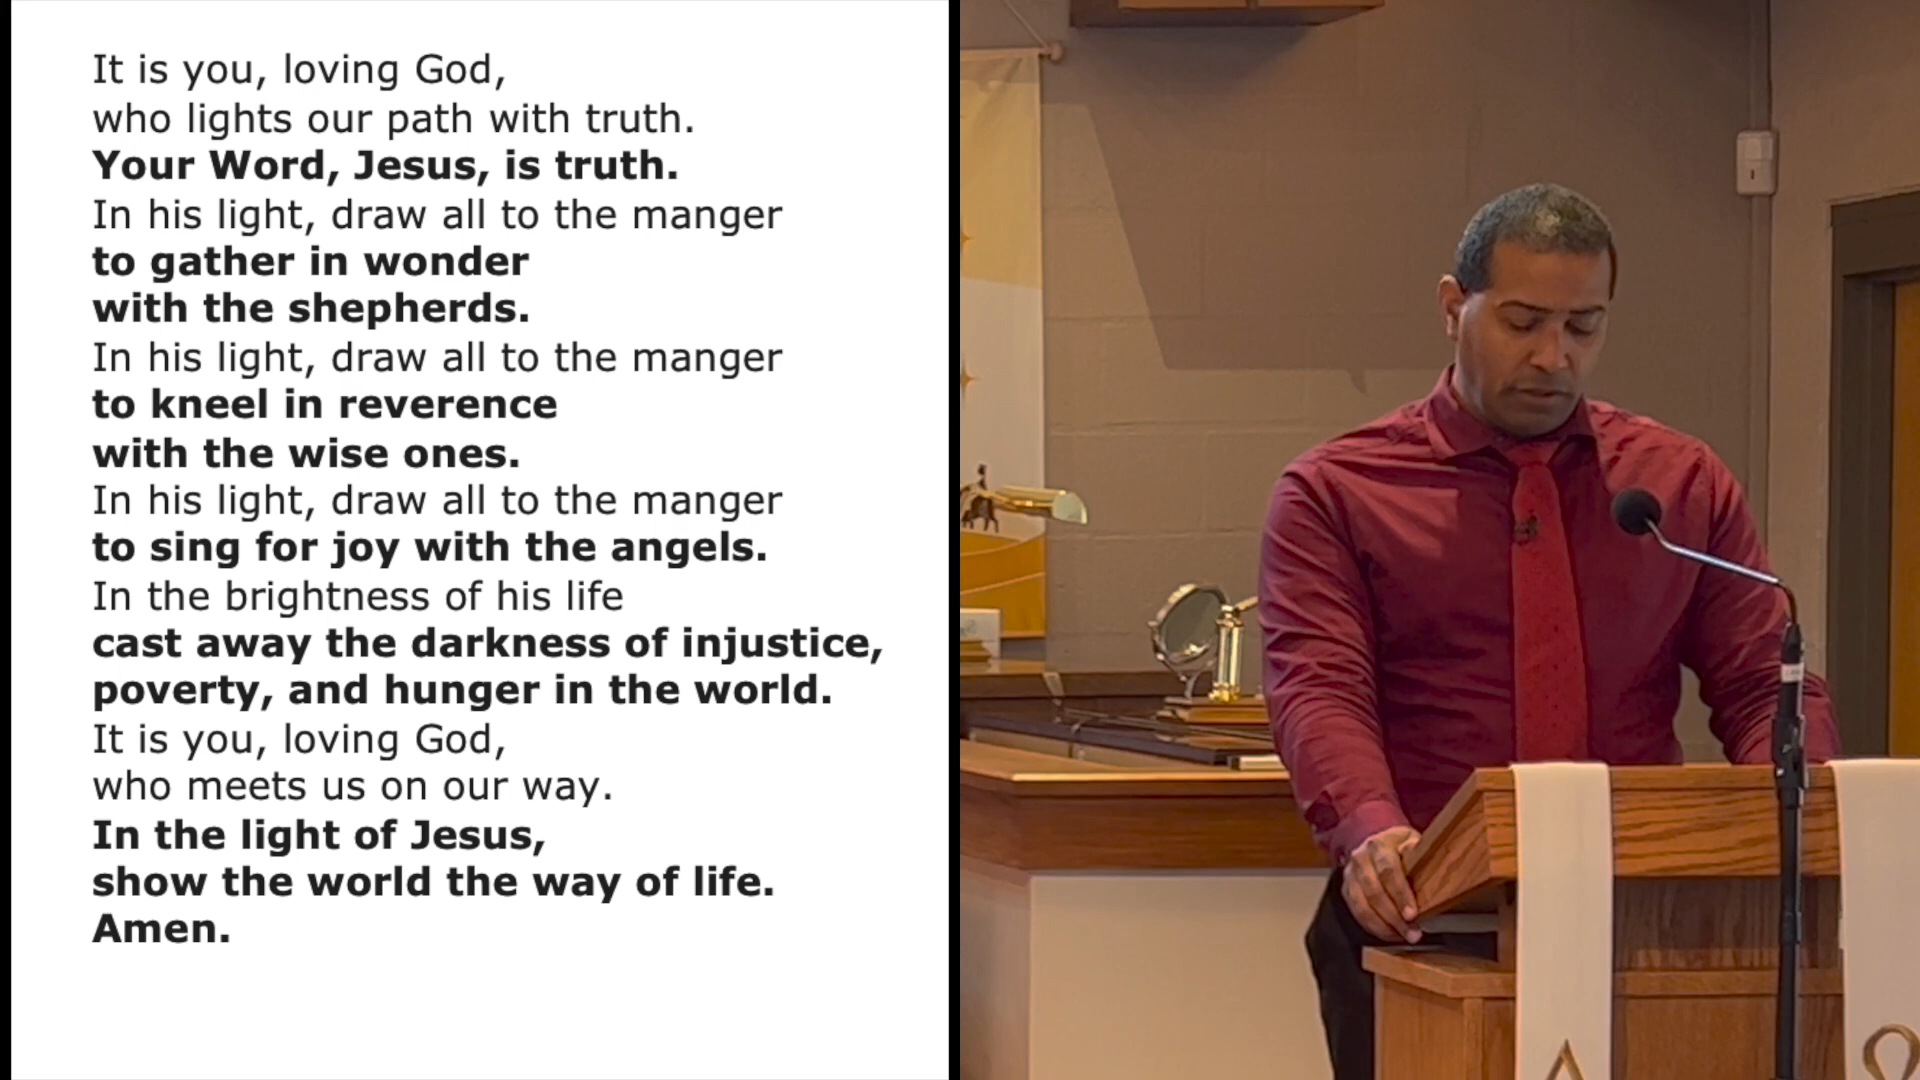 It is you, loving God,
who lights our path with truth.
Your Word, Jesus, is truth.
In his light, draw all to the manger
to gather in wonder
with the shepherds.
In his light, draw all to the manger
to kneel in reverence
with the wise ones.
In his light, draw all to the manger
to sing for joy with the angels.
In the brightness of his life
cast away the darkness of injustice,
poverty, and hunger in the world.
It is you, loving God,
who meets us on our way.
In the light of Jesus,
show the world the way of life.
Amen.